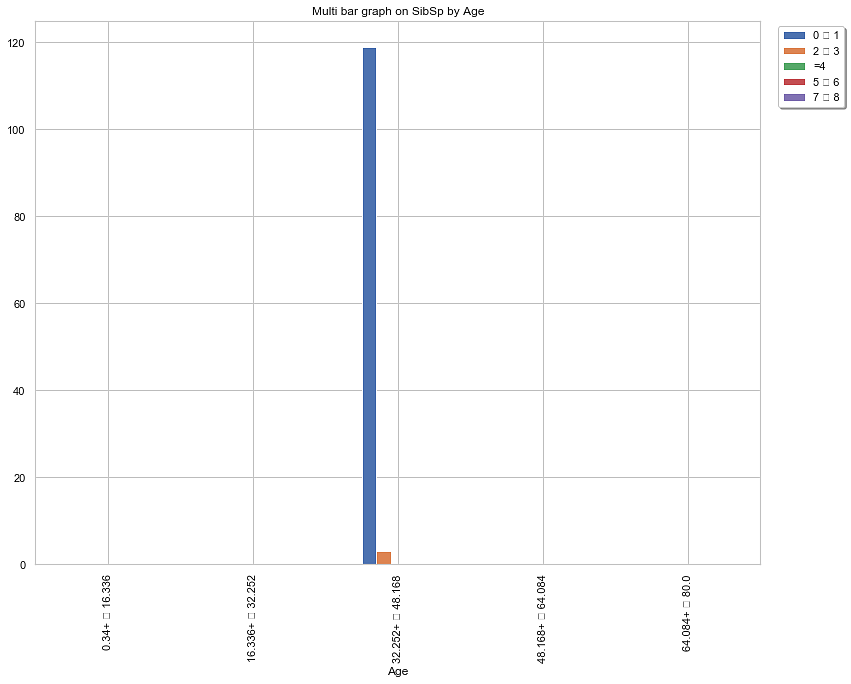 Multi bar graph on SibSp by Age
120
100
80
60
40
20
0
0.34+ □ 16.336
16.336+ □ 32.252
32.252+ □ 48.168
48.168+ □ 64.084
64.084+ □ 80.0
Age
0 □ 1
2 □ 3
=4
5 □ 6
7 □ 8